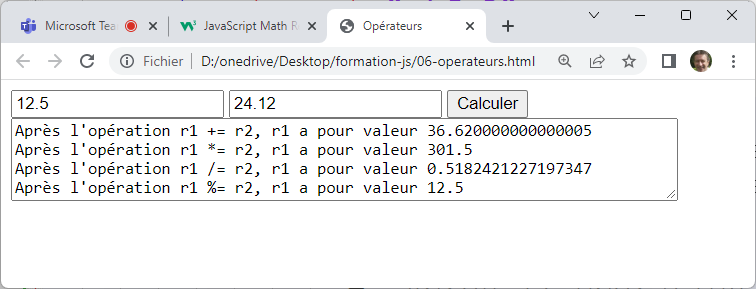 Microsoft Tea
JavaScript Math R
Opérateurs
Fichier
D:/onedrive/Desktop/formation-js/06-operateurs.html
12.5
24.12
Calculer
Après l'opération r1 += r2, r1 a pour valeur 36.620000000000005
Après l'opération r1 *= r2, r1 a pour valeur 301.5
Après l'opération r1 /= r2, r1 a pour valeur 0.5182421227197347
Après l'opération r1 %= r2, r1 a pour valeur 12.5